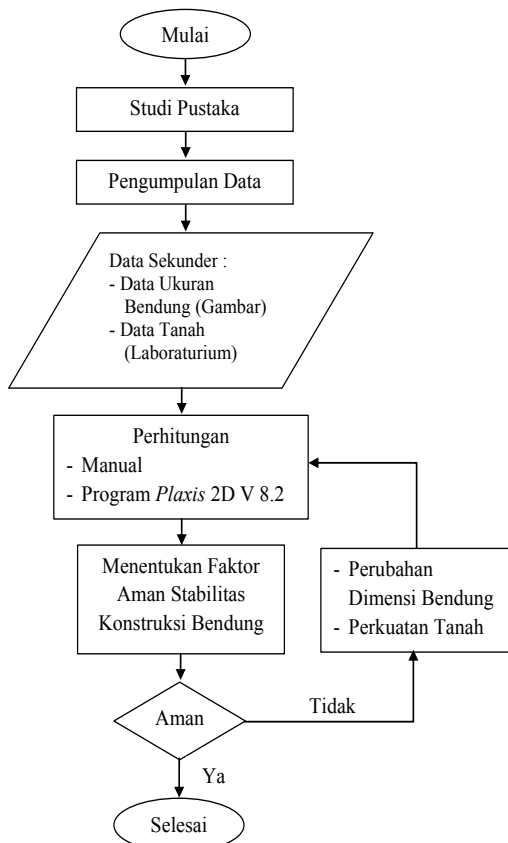 Mulai
Studi Pustaka
Pengumpulan Data
Data Sekunder :
- Data Ukuran
Bendung (Gambar)
- Data Tanah
(Laboraturium)
Perhitungan
- Manual
- Program Plaxis 2D V 8.2
Menentukan Faktor
Aman Stabilitas
Konstruksi Bendung
- Perubahan
Dimensi Bendung
- Perkuatan Tanah
Aman
Tidak
Ya
Selesai